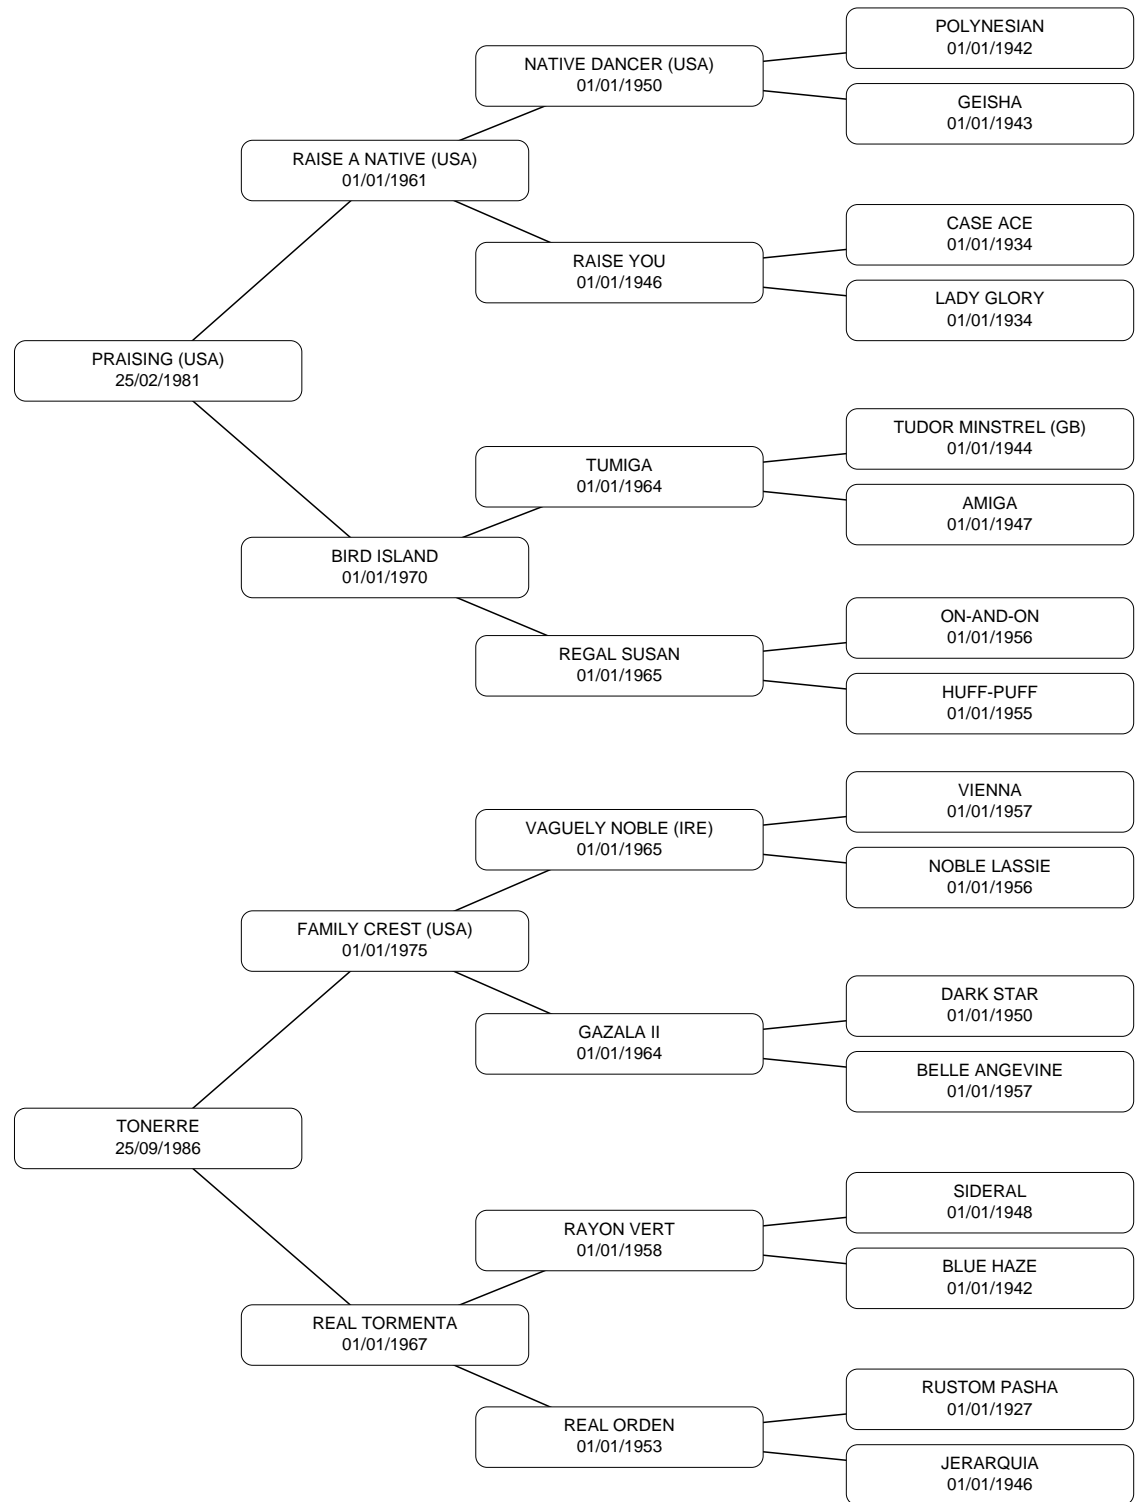 POLYNESIAN
01/01/1942
NATIVE DANCER (USA)
01/01/1950
GEISHA
01/01/1943
RAISE A NATIVE (USA)
01/01/1961
CASE ACE
01/01/1934
RAISE YOU
01/01/1946
LADY GLORY
01/01/1934
PRAISING (USA)
25/02/1981
TUDOR MINSTREL (GB)
01/01/1944
TUMIGA
01/01/1964
AMIGA
01/01/1947
BIRD ISLAND
01/01/1970
ON-AND-ON
01/01/1956
REGAL SUSAN
01/01/1965
HUFF-PUFF
01/01/1955
VIENNA
01/01/1957
VAGUELY NOBLE (IRE)
01/01/1965
NOBLE LASSIE
01/01/1956
FAMILY CREST (USA)
01/01/1975
DARK STAR
01/01/1950
GAZALA II
01/01/1964
BELLE ANGEVINE
01/01/1957
TONERRE
25/09/1986
SIDERAL
01/01/1948
RAYON VERT
01/01/1958
BLUE HAZE
01/01/1942
REAL TORMENTA
01/01/1967
RUSTOM PASHA
01/01/1927
REAL ORDEN
01/01/1953
JERARQUIA
01/01/1946